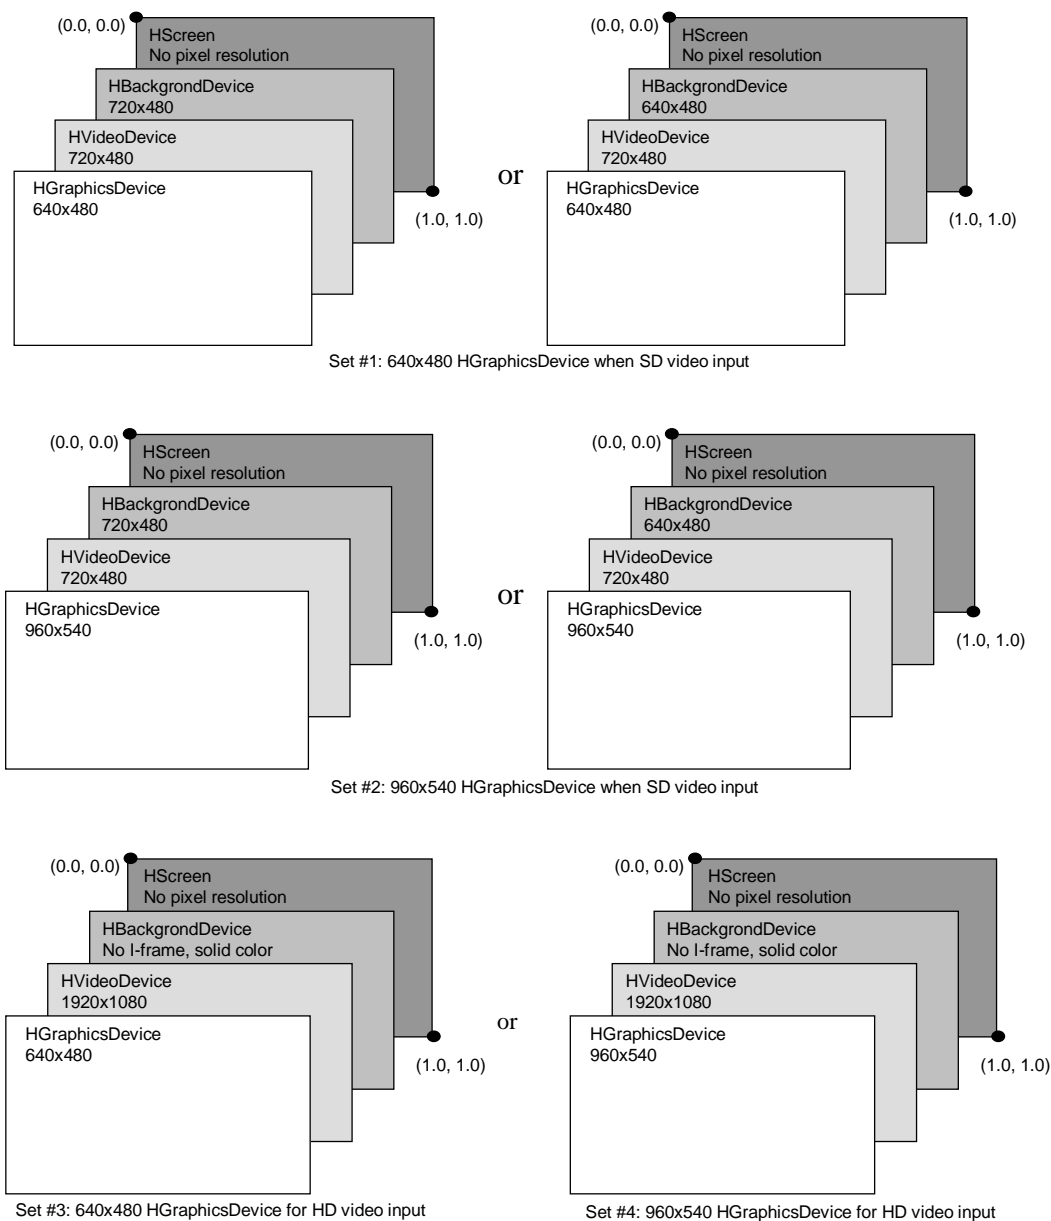 (0.0, 0.0)
HScreen
No pixel resolution
HBackgrondDevice
720x480
HVideoDevice
720x480
HGraphicsDevice
640x480
(1.0, 1.0)
or
(0.0, 0.0)
HScreen
No pixel resolution
HBackgrondDevice
640x480
HVideoDevice
720x480
HGraphicsDevice
640x480
(1.0, 1.0)
Set #1: 640x480 HGraphicsDevice when SD video input
(0.0, 0.0)
HScreen
No pixel resolution
HBackgrondDevice
720x480
HVideoDevice
720x480
HGraphicsDevice
960x540
(1.0, 1.0)
or
(0.0, 0.0)
HScreen
No pixel resolution
HBackgrondDevice
640x480
HVideoDevice
720x480
HGraphicsDevice
960x540
(1.0, 1.0)
Set #2: 960x540 HGraphicsDevice when SD video input
(0.0, 0.0)
HScreen
No pixel resolution
HBackgrondDevice
No I-frame, solid color
HVideoDevice
1920x1080
HGraphicsDevice
640x480
(1.0, 1.0)
Set #3: 640x480 HGraphicsDevice for HD video input
or
(0.0, 0.0)
HScreen
No pixel resolution
HBackgrondDevice
No I-frame, solid color
HVideoDevice
1920x1080
HGraphicsDevice
960x540
(1.0, 1.0)
Set #4: 960x540 HGraphicsDevice for HD video input